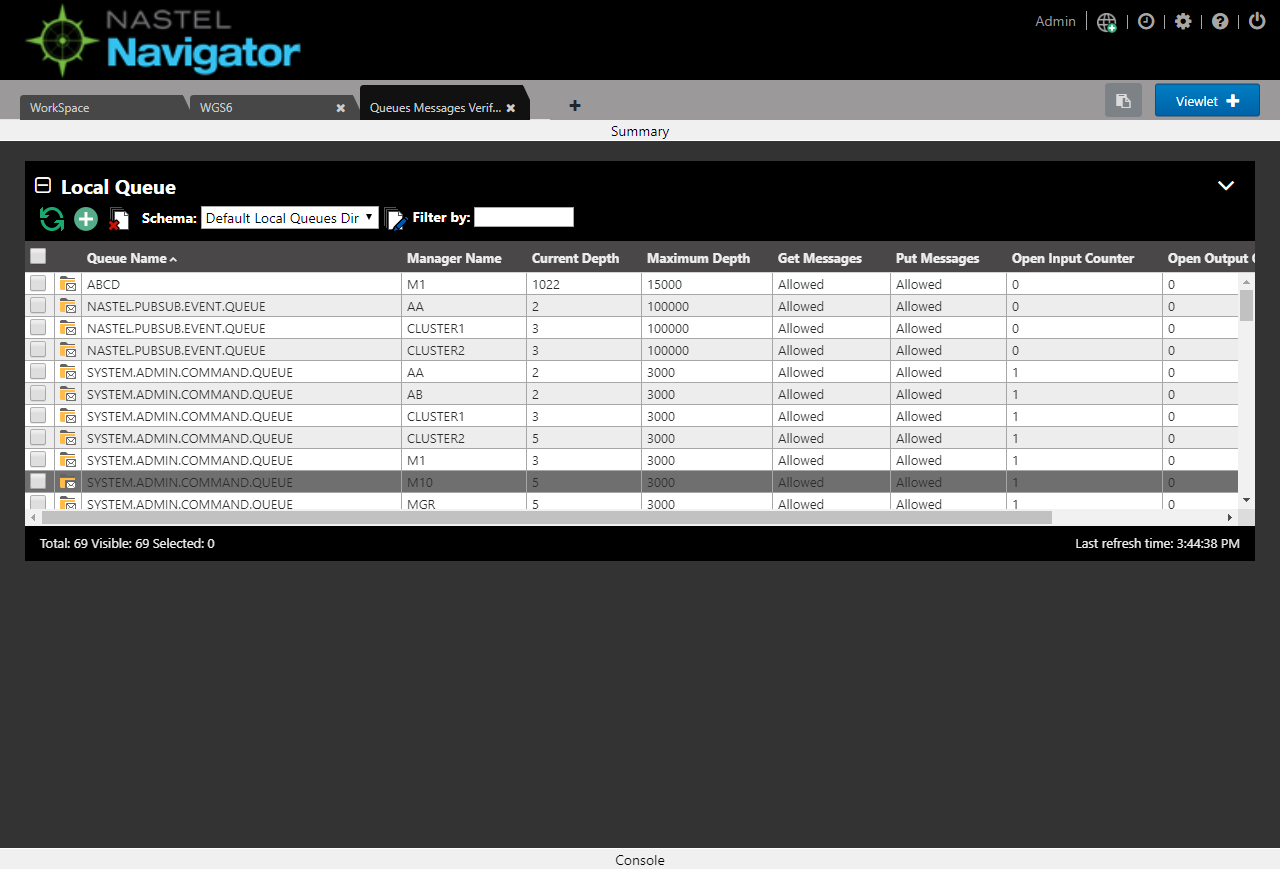 NASTEL
Navigator
Admin
WorkSpace
WGS6
Queues Messages Verif...
Viewlet
Summary
Local Queue
Schema: Default Local Queues Dir Filter by:
Queue Name Manager Name Current Depth Maximum Depth Get Messages Put Messages Open Input Counter Open Output
ABCD M1 1022 15000 Allowed Allowed 0 0
NASTEL.PUBSUB.EVENT.QUEUE AA 2 100000 Allowed Allowed 0 0
NASTEL.PUBSUB.EVENT.QUEUE CLUSTER1 3 100000 Allowed Allowed 0 0
NASTEL.PUBSUB.EVENT.QUEUE CLUSTER2 3 100000 Allowed Allowed 0 0
SYSTEM.ADMIN.COMMAND.QUEUE AA 2 3000 Allowed Allowed 1 0
SYSTEM.ADMIN.COMMAND.QUEUE AB 2 3000 Allowed Allowed 1 0
SYSTEM.ADMIN.COMMAND.QUEUE CLUSTER1 3 3000 Allowed Allowed 1 0
SYSTEM.ADMIN.COMMAND.QUEUE CLUSTER2 5 3000 Allowed Allowed 1 0
SYSTEM.ADMIN.COMMAND.QUEUE M1 3 3000 Allowed Allowed 1 0
SYSTEM.ADMIN.COMMAND.QUEUE M10 5 3000 Allowed Allowed 1 0
SYSTEM.ADMIN.COMMAND.QUEUE MGR 5 3000 Allowed Allowed 1 0
Total: 69 Visible: 69 Selected: 0
Last refresh time: 3:44:38 PM
Console